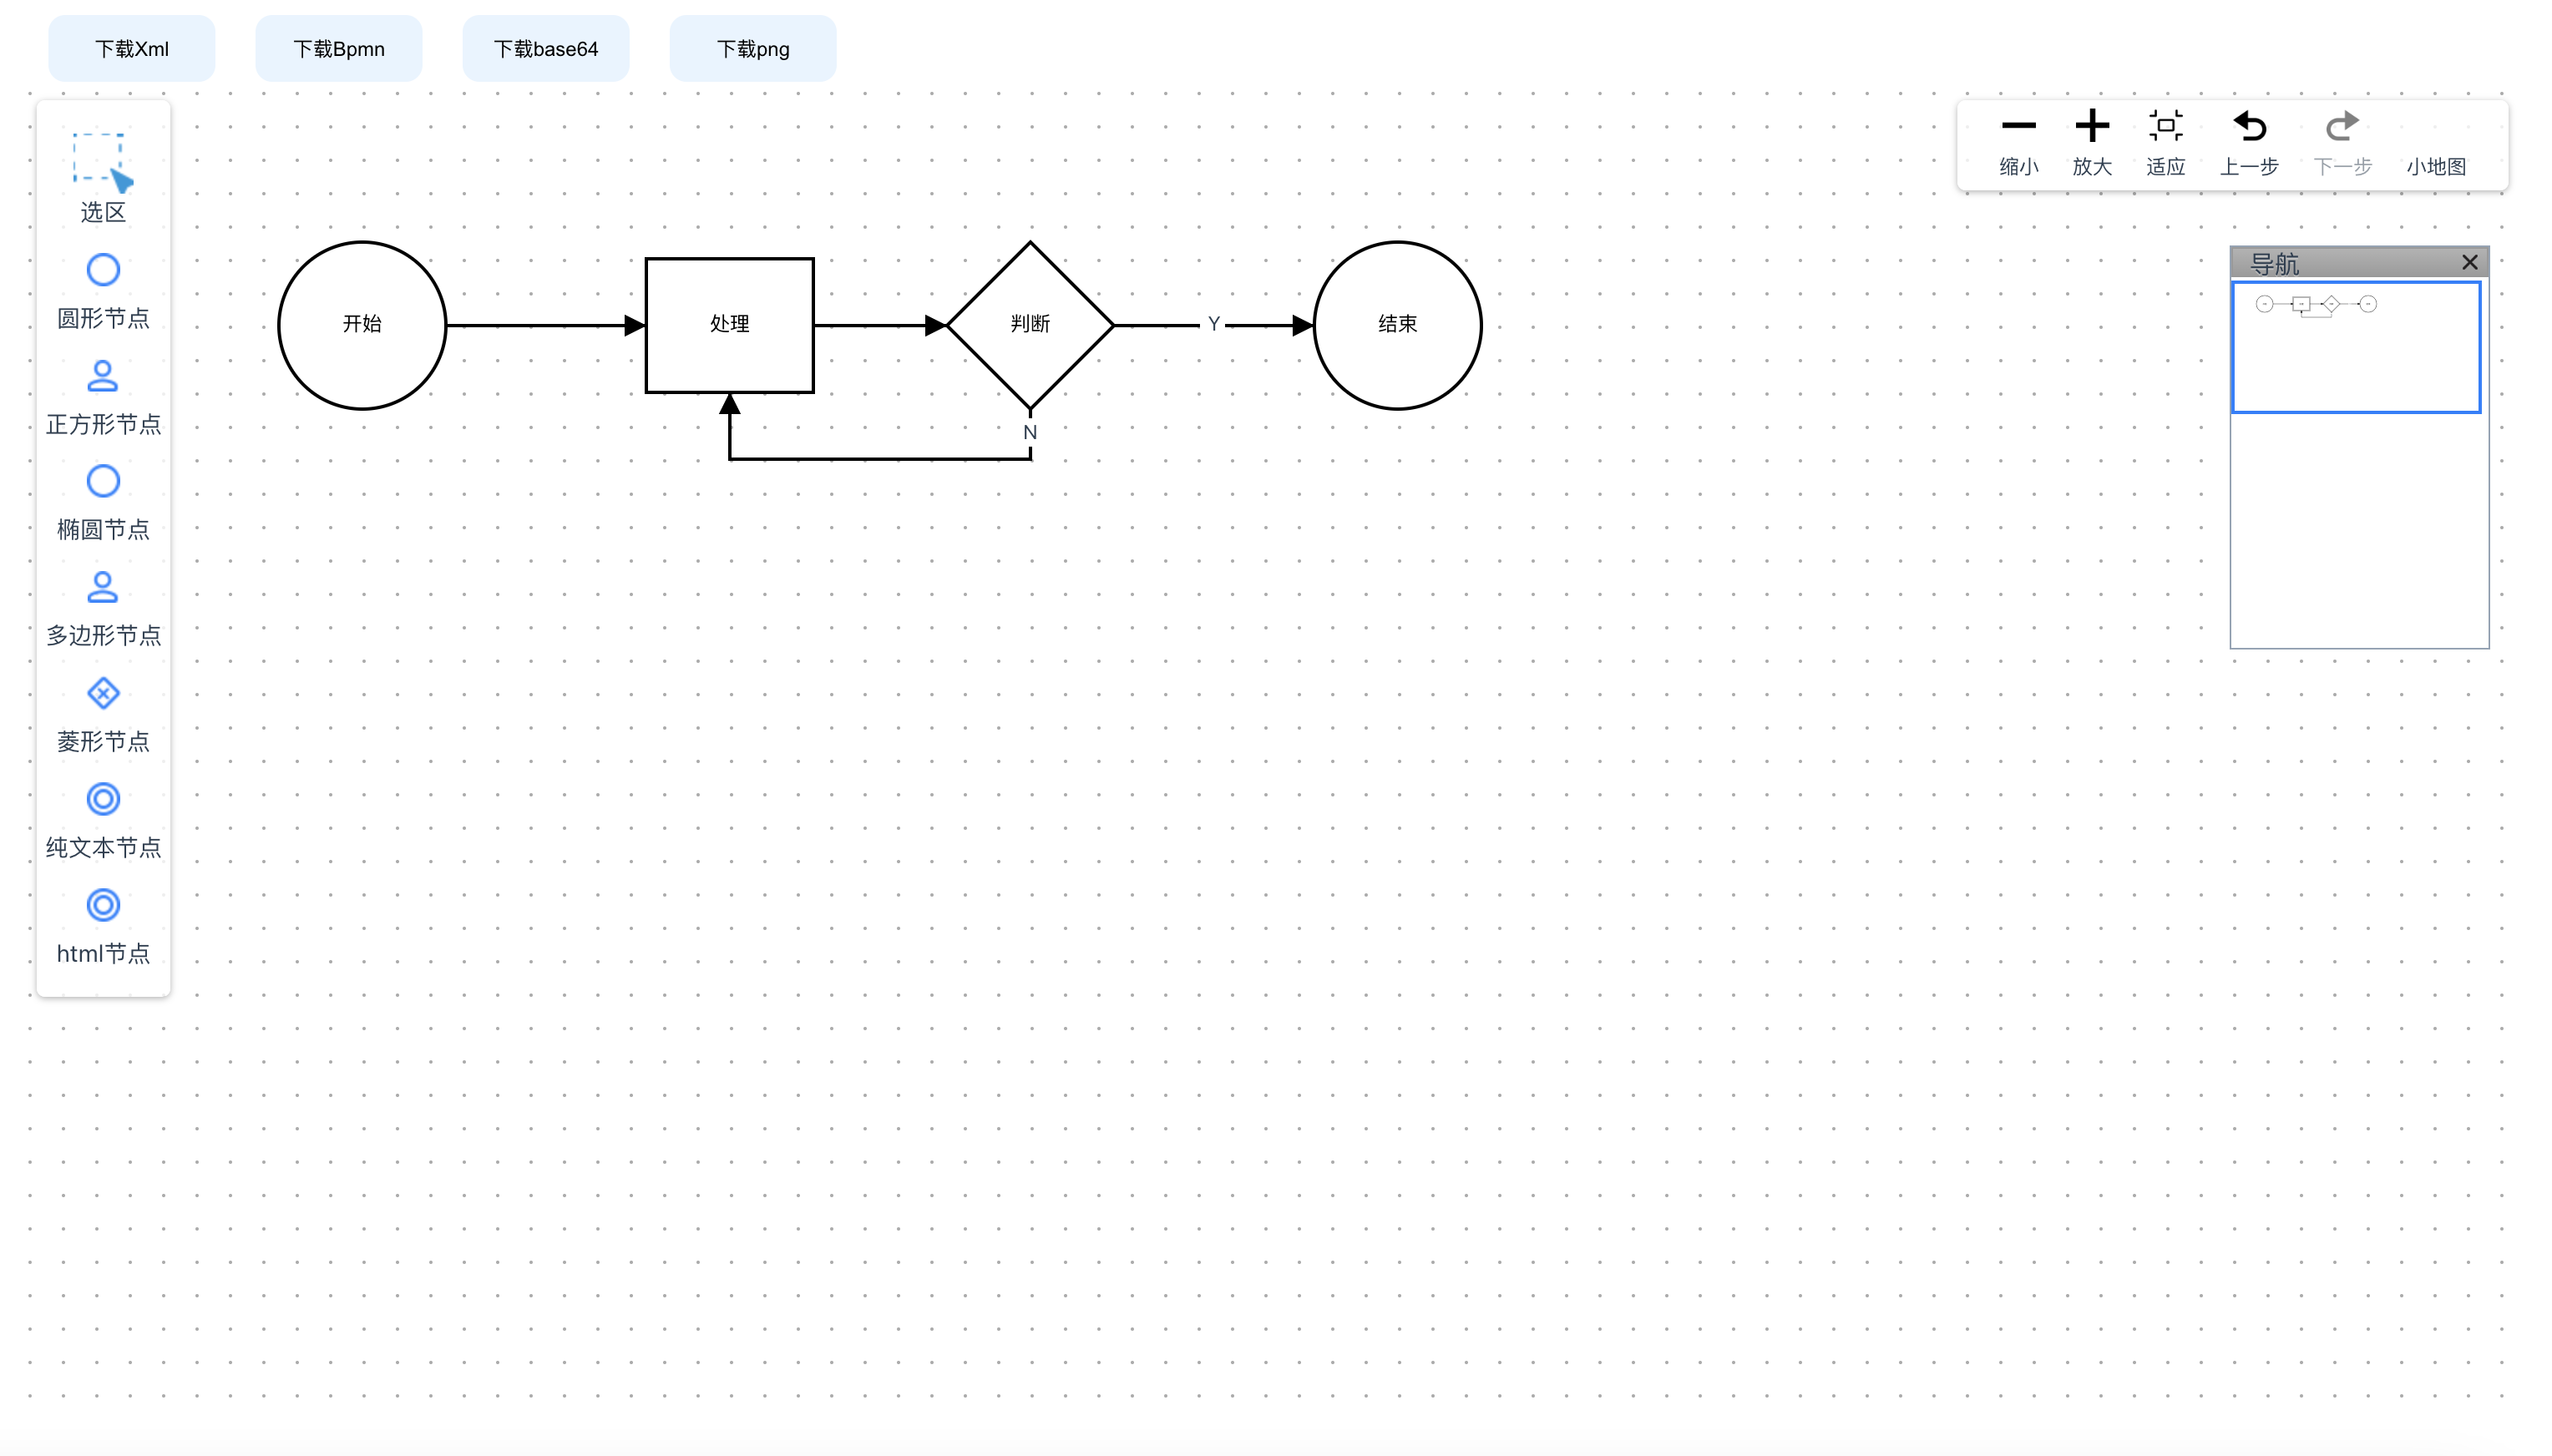 下载Xml
下载Bpmn
下载base64
下载png
选区
圆形节点
正方形节点
椭圆节点
多边形节点
菱形节点
纯文本节点
html节点
缩小
放大
适应
上一步
下一步
小地图
导航
开始
处理
判断
Y
结束
N